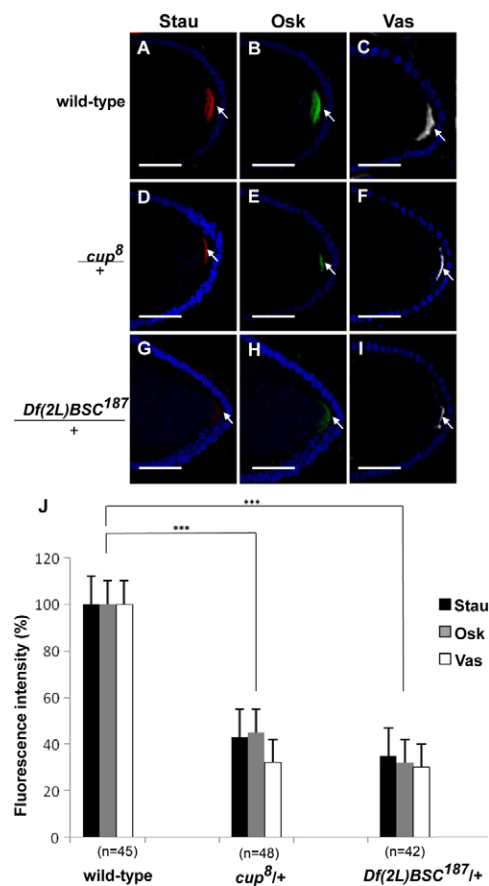 Stau Osk Vas
A B C
wild-type
D E F
cup8
+
G H I
Df(2L)BSC187
+
J
***
***
120
100
80
60
40
20
0
Fluorescence intensity (%)
Stau
Osk
Vas
(n=45) (n=48) (n=42)
wild-type cup8/+ Df(2L)BSC187/+